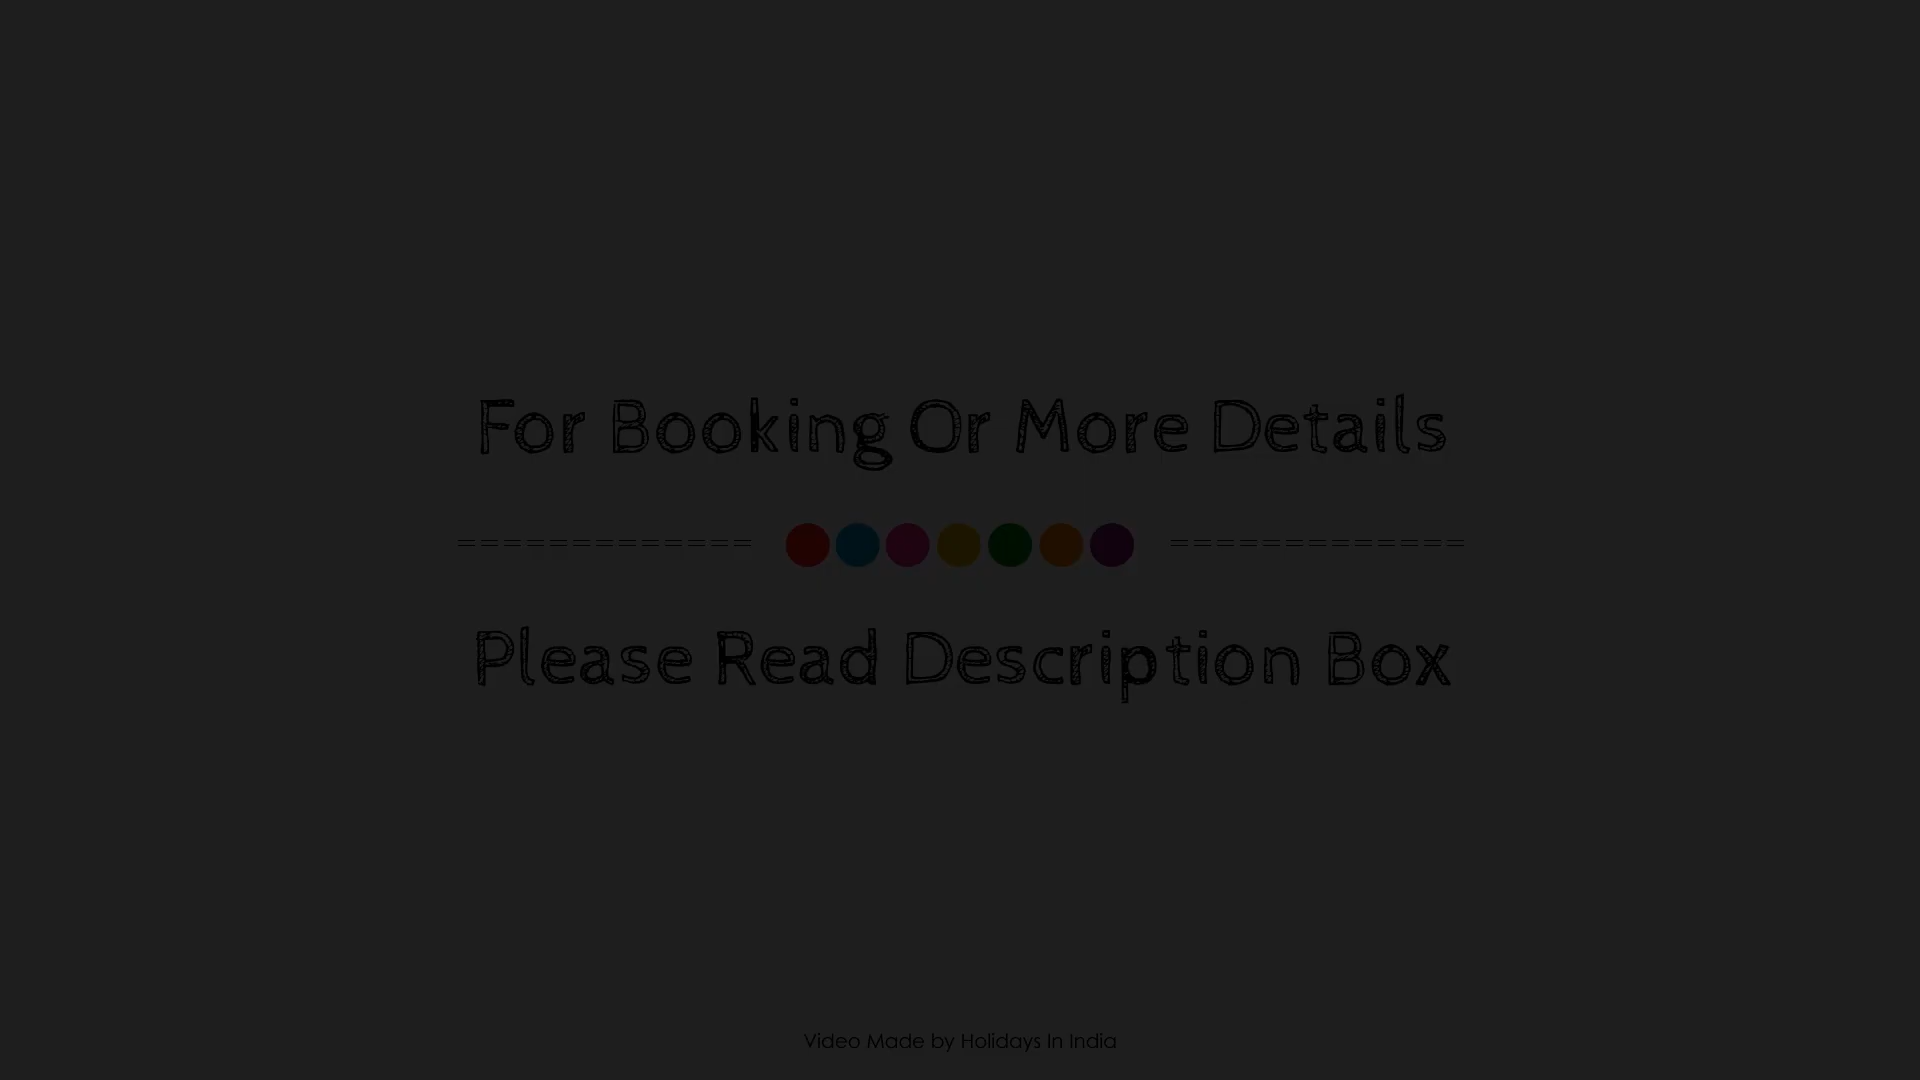 For Booking Or More Details
============= =============
Please Read Description Box
Video Made by Holidays In India